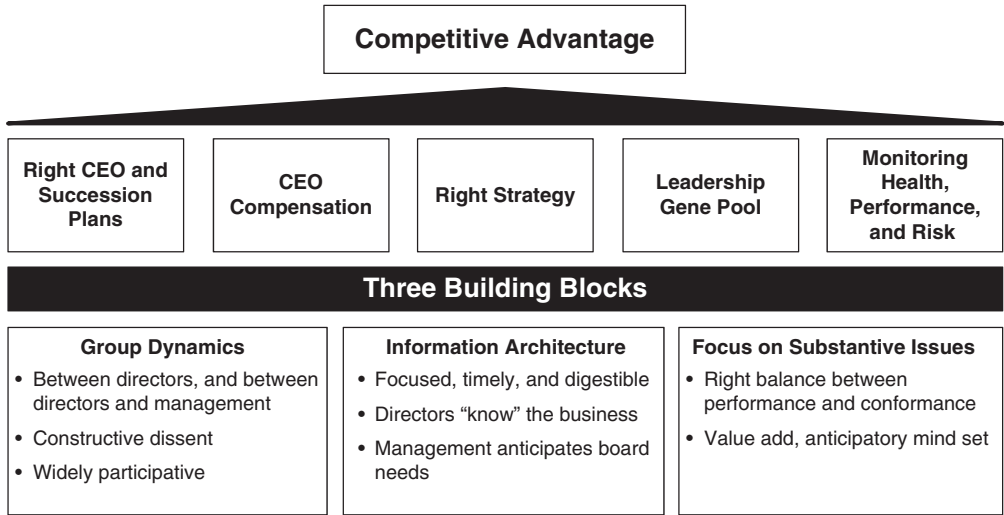 Competitive Advantage
Right CEO and
Succession
Plans
CEO
Compensation
Right Strategy
Leadership
Gene Pool
Monitoring
Health,
Performance,
and Risk
Three Building Blocks
Group Dynamics
• Between directors, and between
directors and management
• Constructive dissent
• Widely participative
Information Architecture
• Focused, timely, and digestible
• Directors “know” the business
• Management anticipates board
needs
Focus on Substantive Issues
• Right balance between
performance and conformance
• Value add, anticipatory mind set